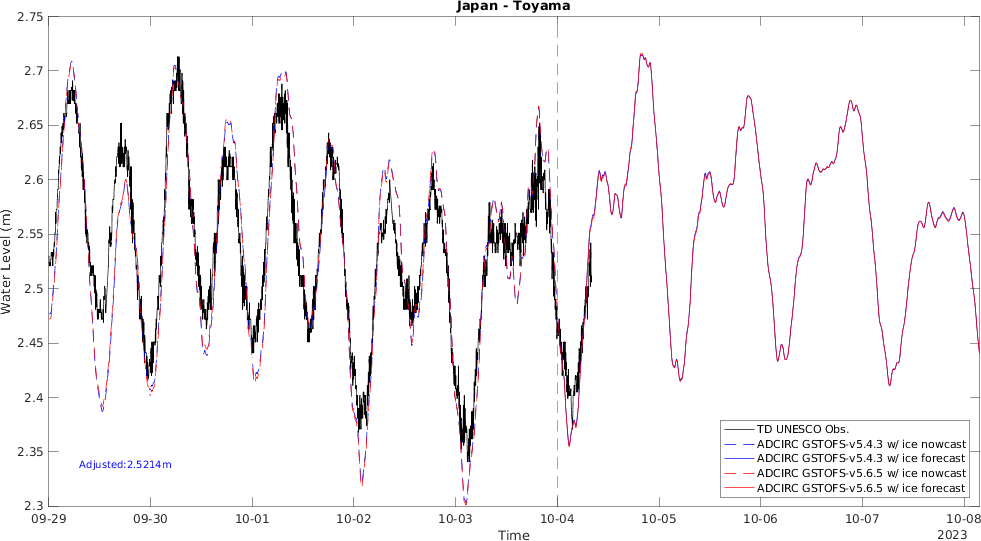 Japan - Toyama
2.75
2.7
2.65
2.6
2.55
2.5
2.45
2.4
2.35
2.3
Water Level (m)
Adjusted:2.5214m
TD UNESCO Obs.
ADCIRC GSTOFS-v5.4.3 w/ ice nowcast
ADCIRC GSTOFS-v5.4.3 w/ ice forecast
ADCIRC GSTOFS-v5.6.5 w/ ice nowcast
ADCIRC GSTOFS-v5.6.5 w/ ice forecast
09-29 09-30 10-01 10-02 10-03 10-04 10-05 10-06 10-07 10-08
Time
2023